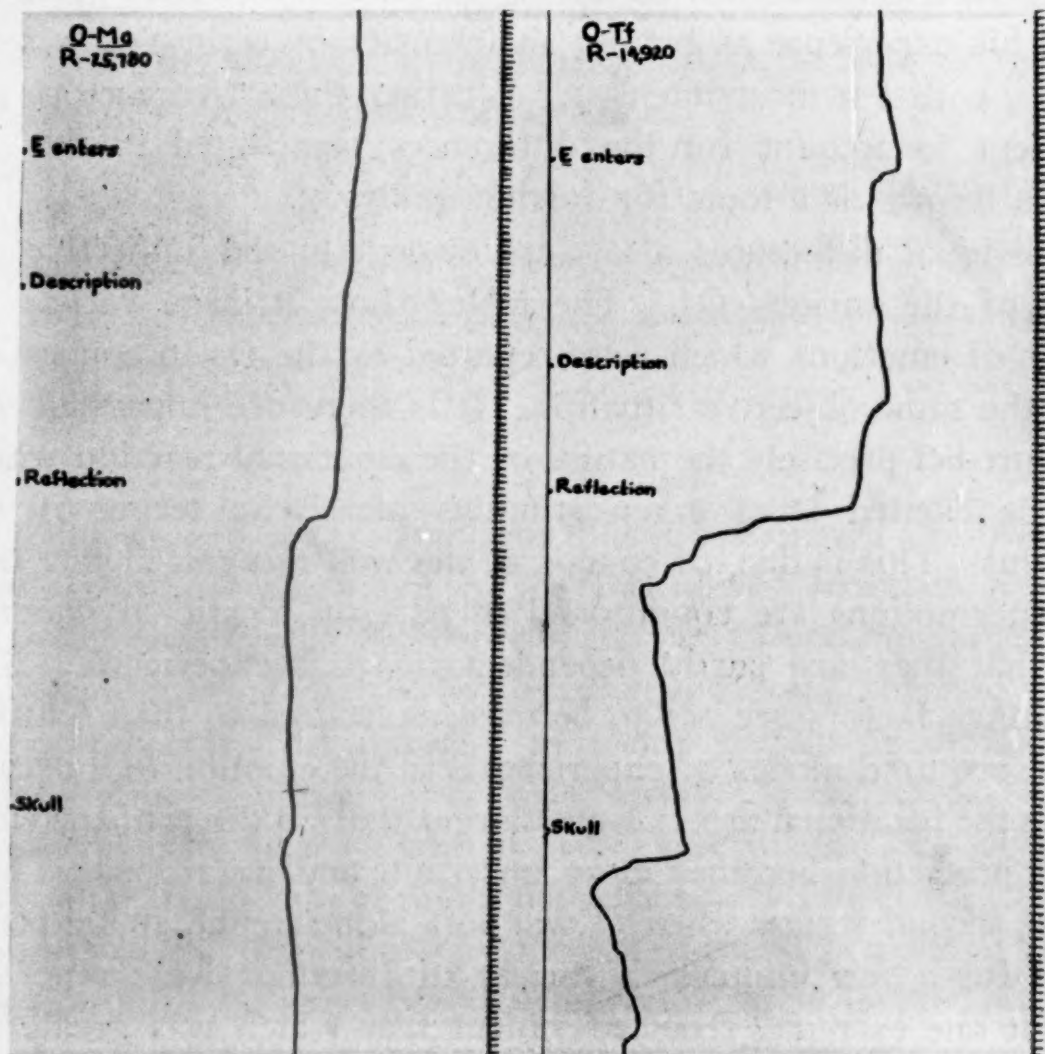 O-Ma
R-25,780
E enters
Description
Reflection
Skull
O-Tf
R-14,920
E enters
Description
Reflection
Skull